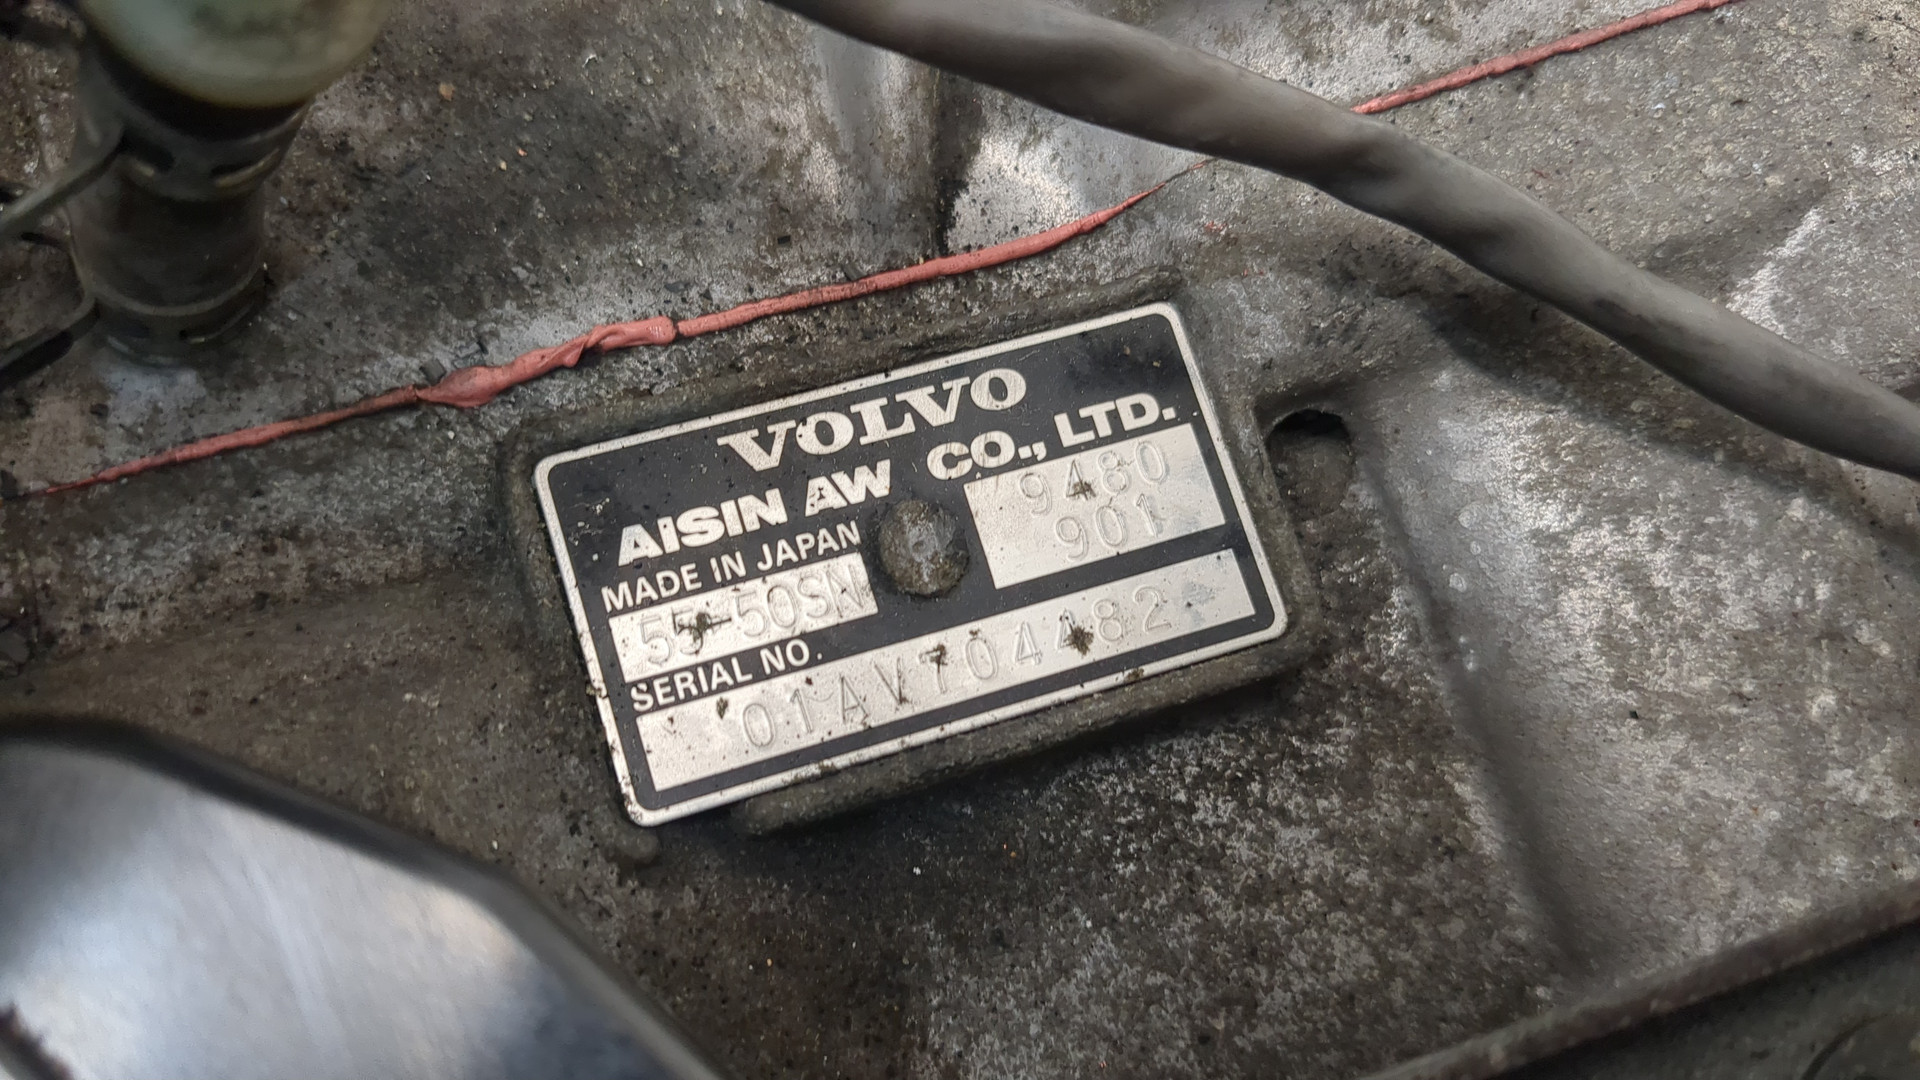 VOLVO
AISIN AW CO., LTD.
MADE IN JAPAN
9480
901
55-50SN
SERIAL NO.
01AV704482